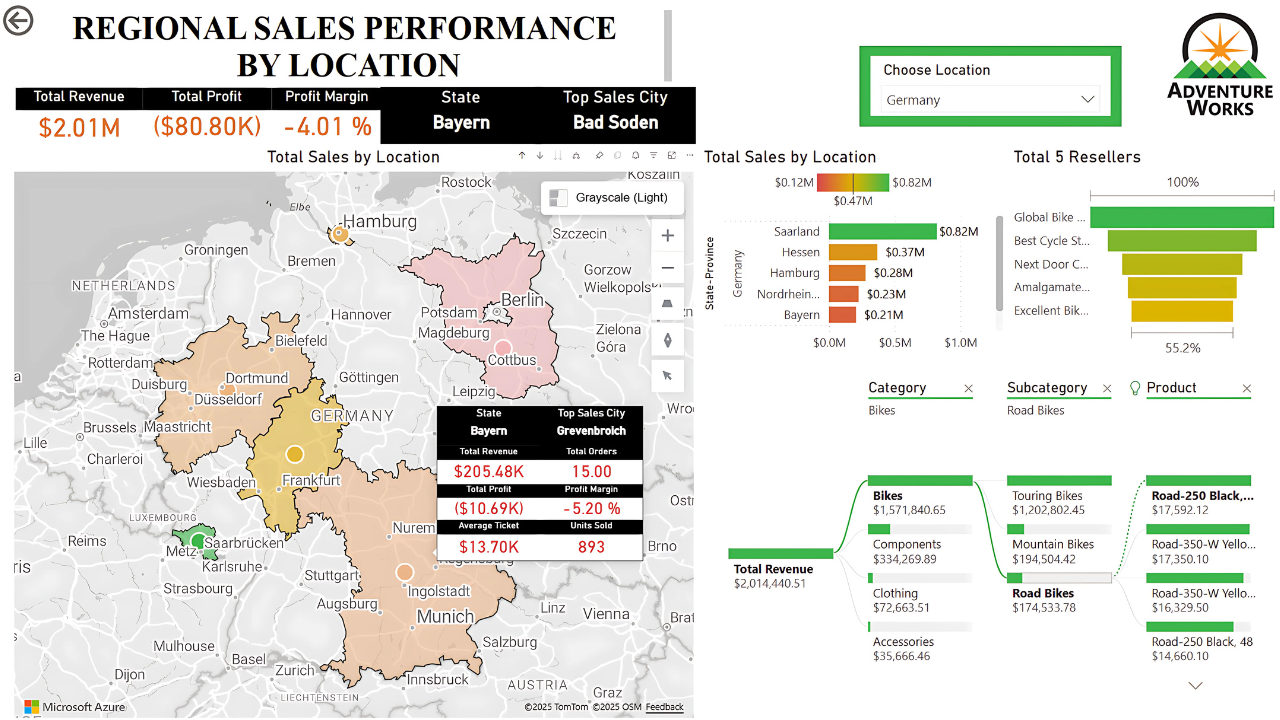 REGIONAL SALES PERFORMANCE
BY LOCATION
Total Revenue
$2.01M
Total Profit
($80.80K)
Profit Margin
-4.01 %
State
Bayern
Top Sales City
Bad Soden
Choose Location
Germany
ADVENTURE
WORKS
Total Sales by Location
Grayscale (Light)
Koszalin
Rostock
Elbe
Hamburg
Szczecin
Groningen
Bremen
Gorzow
Wielkopolski
NETHERLANDS
Berlin
Amsterdam
Potsdam
Hannover
The Hague
Magdeburg
Zielona
Góra
Bielefeld
Rotterdam
Cottbus
Dortmund
Göttingen
Duisburg
Leipzig
Düsseldorf
GERMANY
Brussels
Maastricht
Lille
Charleroi
Wiesbaden
Frankfurt
LUXEMBOURG
Reims
Metz
Saarbrücken
Karlsruhe
Brno
Strasbourg
Stuttgart
Ingolstadt
Augsburg
Linz
Vienna
Munich
Mulhouse
Salzburg
Basel
Zurich
Dijon
Innsbruck
AUSTRIA
LIECHTENSTEIN
Graz
Microsoft Azure
©2025 TomTom ©2025 OSM Feedback
State
Bayern
Top Sales City
Grevenbroich
Total Revenue
$205.48K
Total Orders
15.00
Total Profit
($10.69K)
Profit Margin
-5.20 %
Average Ticket
$13.70K
Units Sold
893
Total Sales by Location
$0.12M
$0.82M
$0.47M
State-Province
Germany
Saarland
$0.82M
Hessen
$0.37M
Hamburg
$0.28M
Nordrhein...
$0.23M
Bayern
$0.21M
$0.0M
$0.5M
$1.0M
Total 5 Resellers
100%
Global Bike ...
Best Cycle St...
Next Door C...
Amalgamate...
Excellent Bik...
55.2%
Category
Bikes
Subcategory
Road Bikes
Product
Total Revenue
$2,014,440.51
Bikes
$1,571,840.65
Components
$334,269.89
Clothing
$72,663.51
Accessories
$35,666.46
Touring Bikes
$1,202,802.45
Mountain Bikes
$194,504.42
Road Bikes
$174,533.78
Road-250 Black,...
$17,592.12
Road-350-W Yello...
$17,350.10
Road-350-W Yello...
$16,329.50
Road-250 Black, 48
$14,660.10